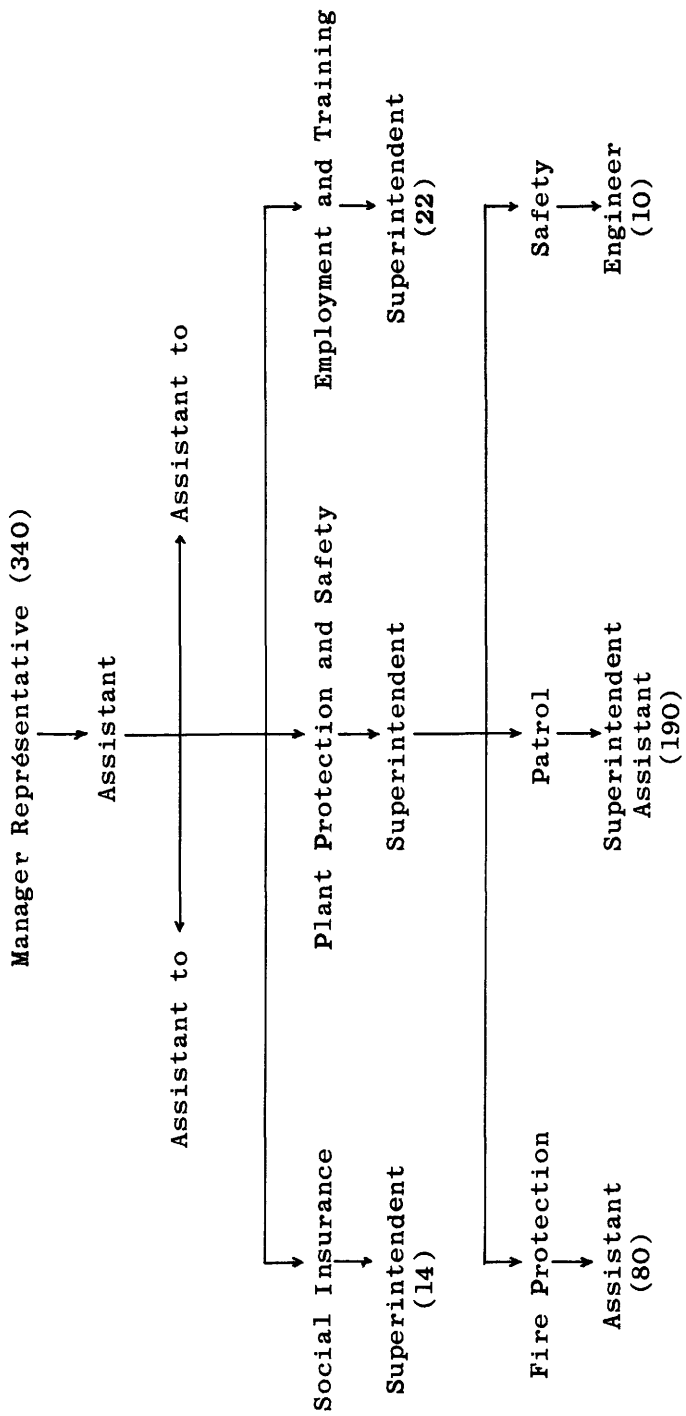 Manager Représentative (340)
Assistant
Assistant to
Assistant to
Social Insurance
Plant Protection and Safety
Employment and Training
Superintendent
(14)
Superintendent
Superintendent
(22)
Fire Protection
Patrol
Safety
Assistant
(80)
Superintendent
Assistant
(190)
Engineer
(10)